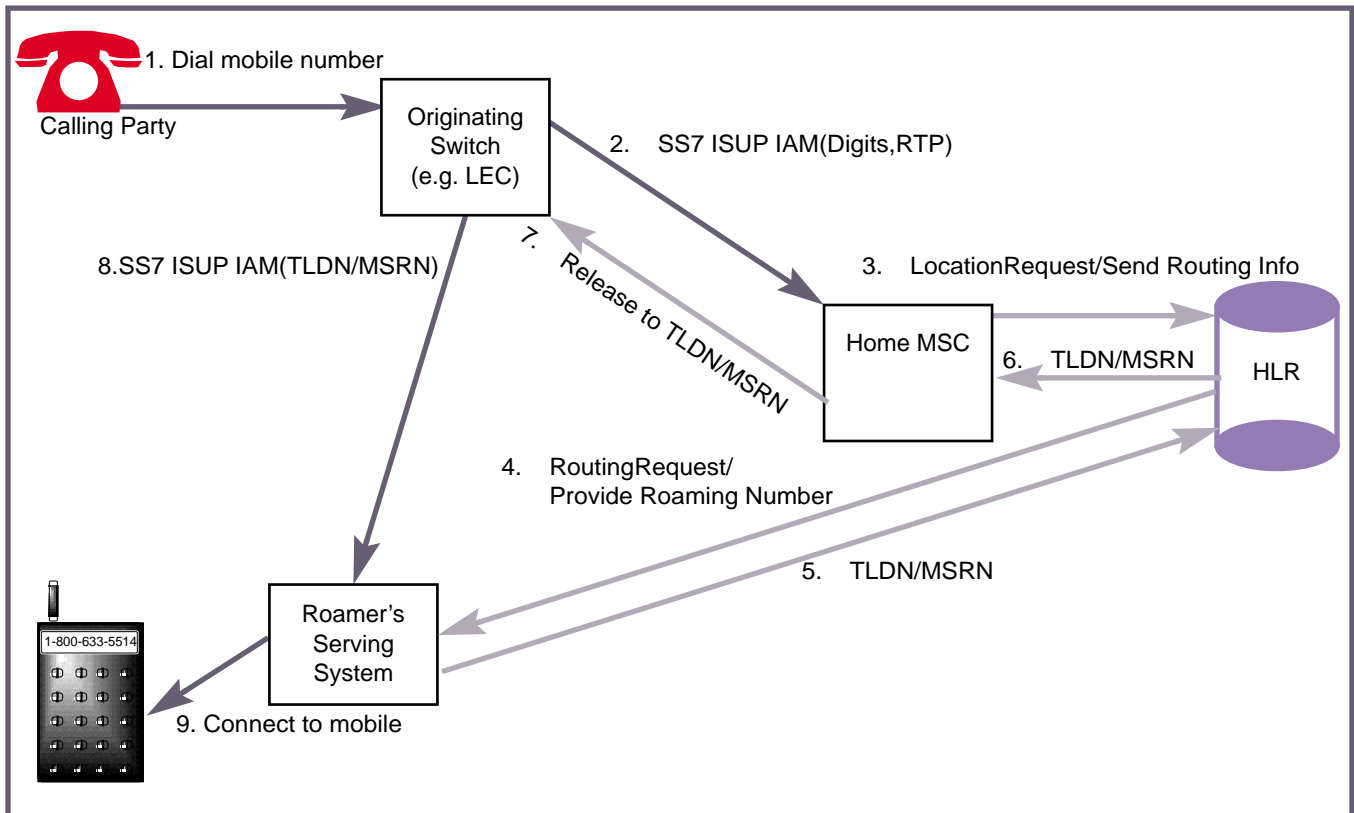 1. Dial mobile number
Calling Party
Originating
Switch
(e.g. LEC)
2. SS7 ISUP IAM(Digits,RTP)
7. Release to TLDN/MSRN
8.SS7 ISUP IAM(TLDN/MSRN)
3. LocationRequest/Send Routing Info
Home MSC
6. TLDN/MSRN
HLR
4. RoutingRequest/
Provide Roaming Number
5. TLDN/MSRN
Roamer's
Serving
System
1-800-633-5514
9. Connect to mobile